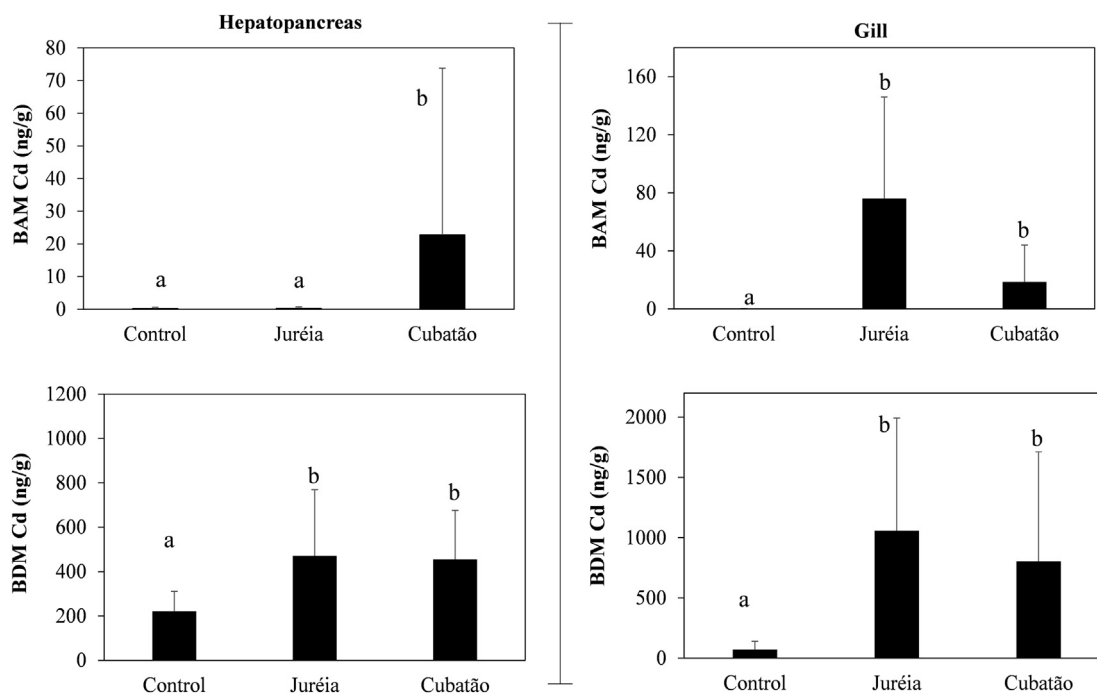 Hepatopancreas
BAM Cd (ng/g)
80
70
60
50
40
30
20
10
0
a
a
b
Control Juréia Cubatão
BDM Cd (ng/g)
1200
1000
800
600
400
200
0
a
b
b
Control Juréia Cubatão
Gill
BAM Cd (ng/g)
160
120
80
40
0
a
b
b
Control Juréia Cubatão
BDM Cd (ng/g)
2000
1500
1000
500
0
a
b
b
Control Juréia Cubatão